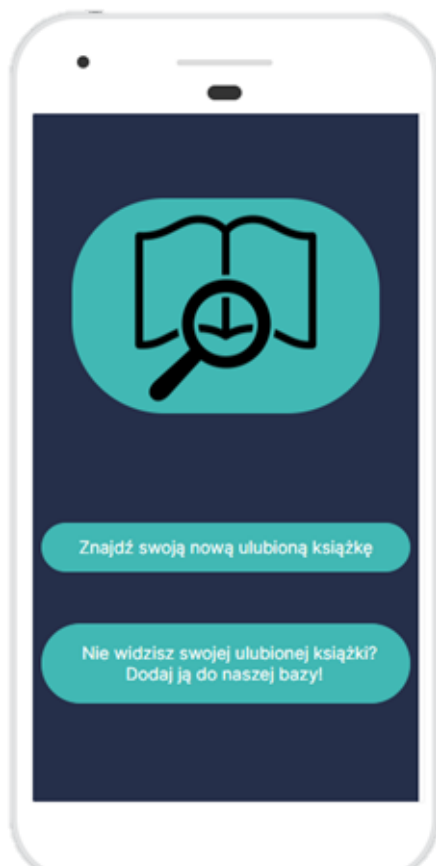 Znajdź swoją nową ulubioną książkę
Nie widzisz swojej ulubionej książki?
Dodaj ją do naszej bazy!